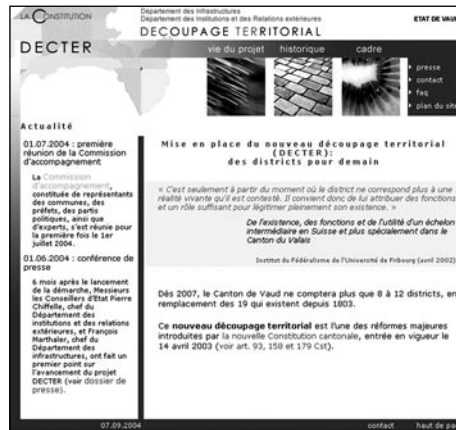 LA CONSTITUTION
Département des Infrastructures
Département des Institutions et des Relations extérieures
ETAT DE VAUD
DECOUPAGE TERRITORIAL
DECTER
vie du projet
historique
cadre
presse
contact
faq
plan du site
Actualité
01.07.2004 : première
réunion de la Commission
d'accompagnement
La Commission
d'accompagnement,
constituée de représentants
des communes, des
préfets, des partis
politiques, ainsi que
d'experts, s'est réunie pour
la première fois le 1er
juillet 2004.
01.06.2004 : conférence de
presse
6 mois après le lancement
de la démarche, Messieurs
les Conseillers d'Etat Pierre
Chiffelle, chef du
Département des
institutions et des relations
extérieures, et François
Marthaler, chef du
Département des
infrastructures, ont fait un
premier point sur
l'avancement du projet
DECTER (voir dossier de
presse).
Mise en place du nouveau découpage territorial
(DECTER):
des districts pour demain
« C'est seulement à partir du moment où le district ne correspond plus à une
réalité vivante qu'il est contesté. Il convient donc de lui attribuer des fonctions
et un rôle suffisant pour légitimer pleinement son existence. »
De l'existence, des fonctions et de l'utilité d'un échelon
intermédiaire en Suisse et plus spécialement dans le
Canton du Valais
Institut du Fédéralisme de l'Université de Fribourg (avril 2002)
Dès 2007, le Canton de Vaud ne comptera plus que 8 à 12 districts, en
remplacement des 19 qui existent depuis 1803.
Ce nouveau découpage territorial est l'une des réformes majeures
introduites par la nouvelle Constitution cantonale, entrée en vigueur le
14 avril 2003 (voir art. 93, 158 et 179 Cst).
07.09.2004
contact
haut de pa